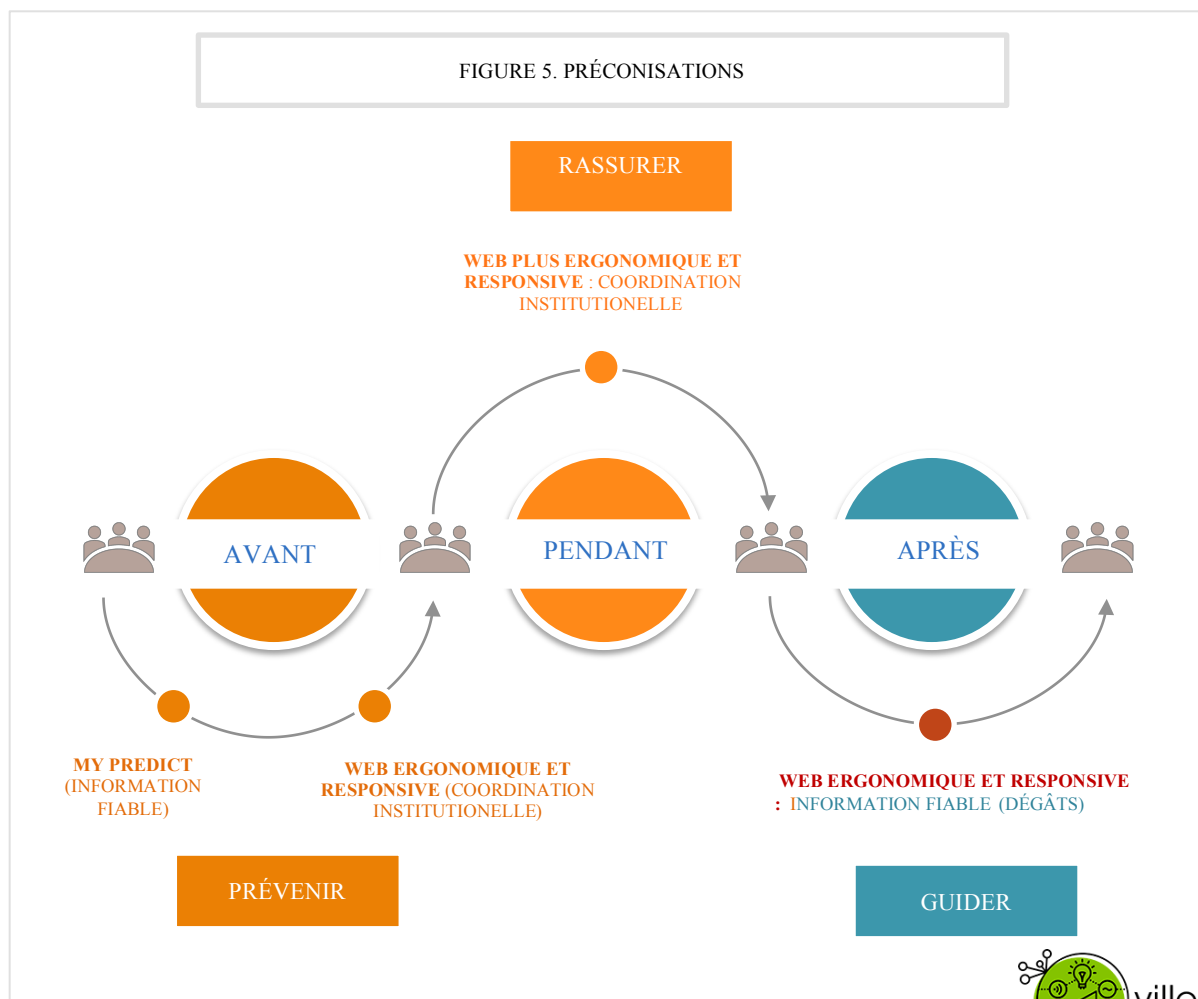 FIGURE 5. PRÉCONISATIONS
RASSURER
WEB PLUS ERGONOMIQUE ET
RESPONSIVE : COORDINATION
INSTITUTIONELLE
AVANT
PENDANT
APRÈS
MY PREDICT
(INFORMATION
FIABLE)
WEB ERGONOMIQUE ET
RESPONSIVE (COORDINATION
INSTITUTIONELLE)
WEB ERGONOMIQUE ET RESPONSIVE
: INFORMATION FIABLE (DÉGÂTS)
PRÉVENIR
GUIDER
ville